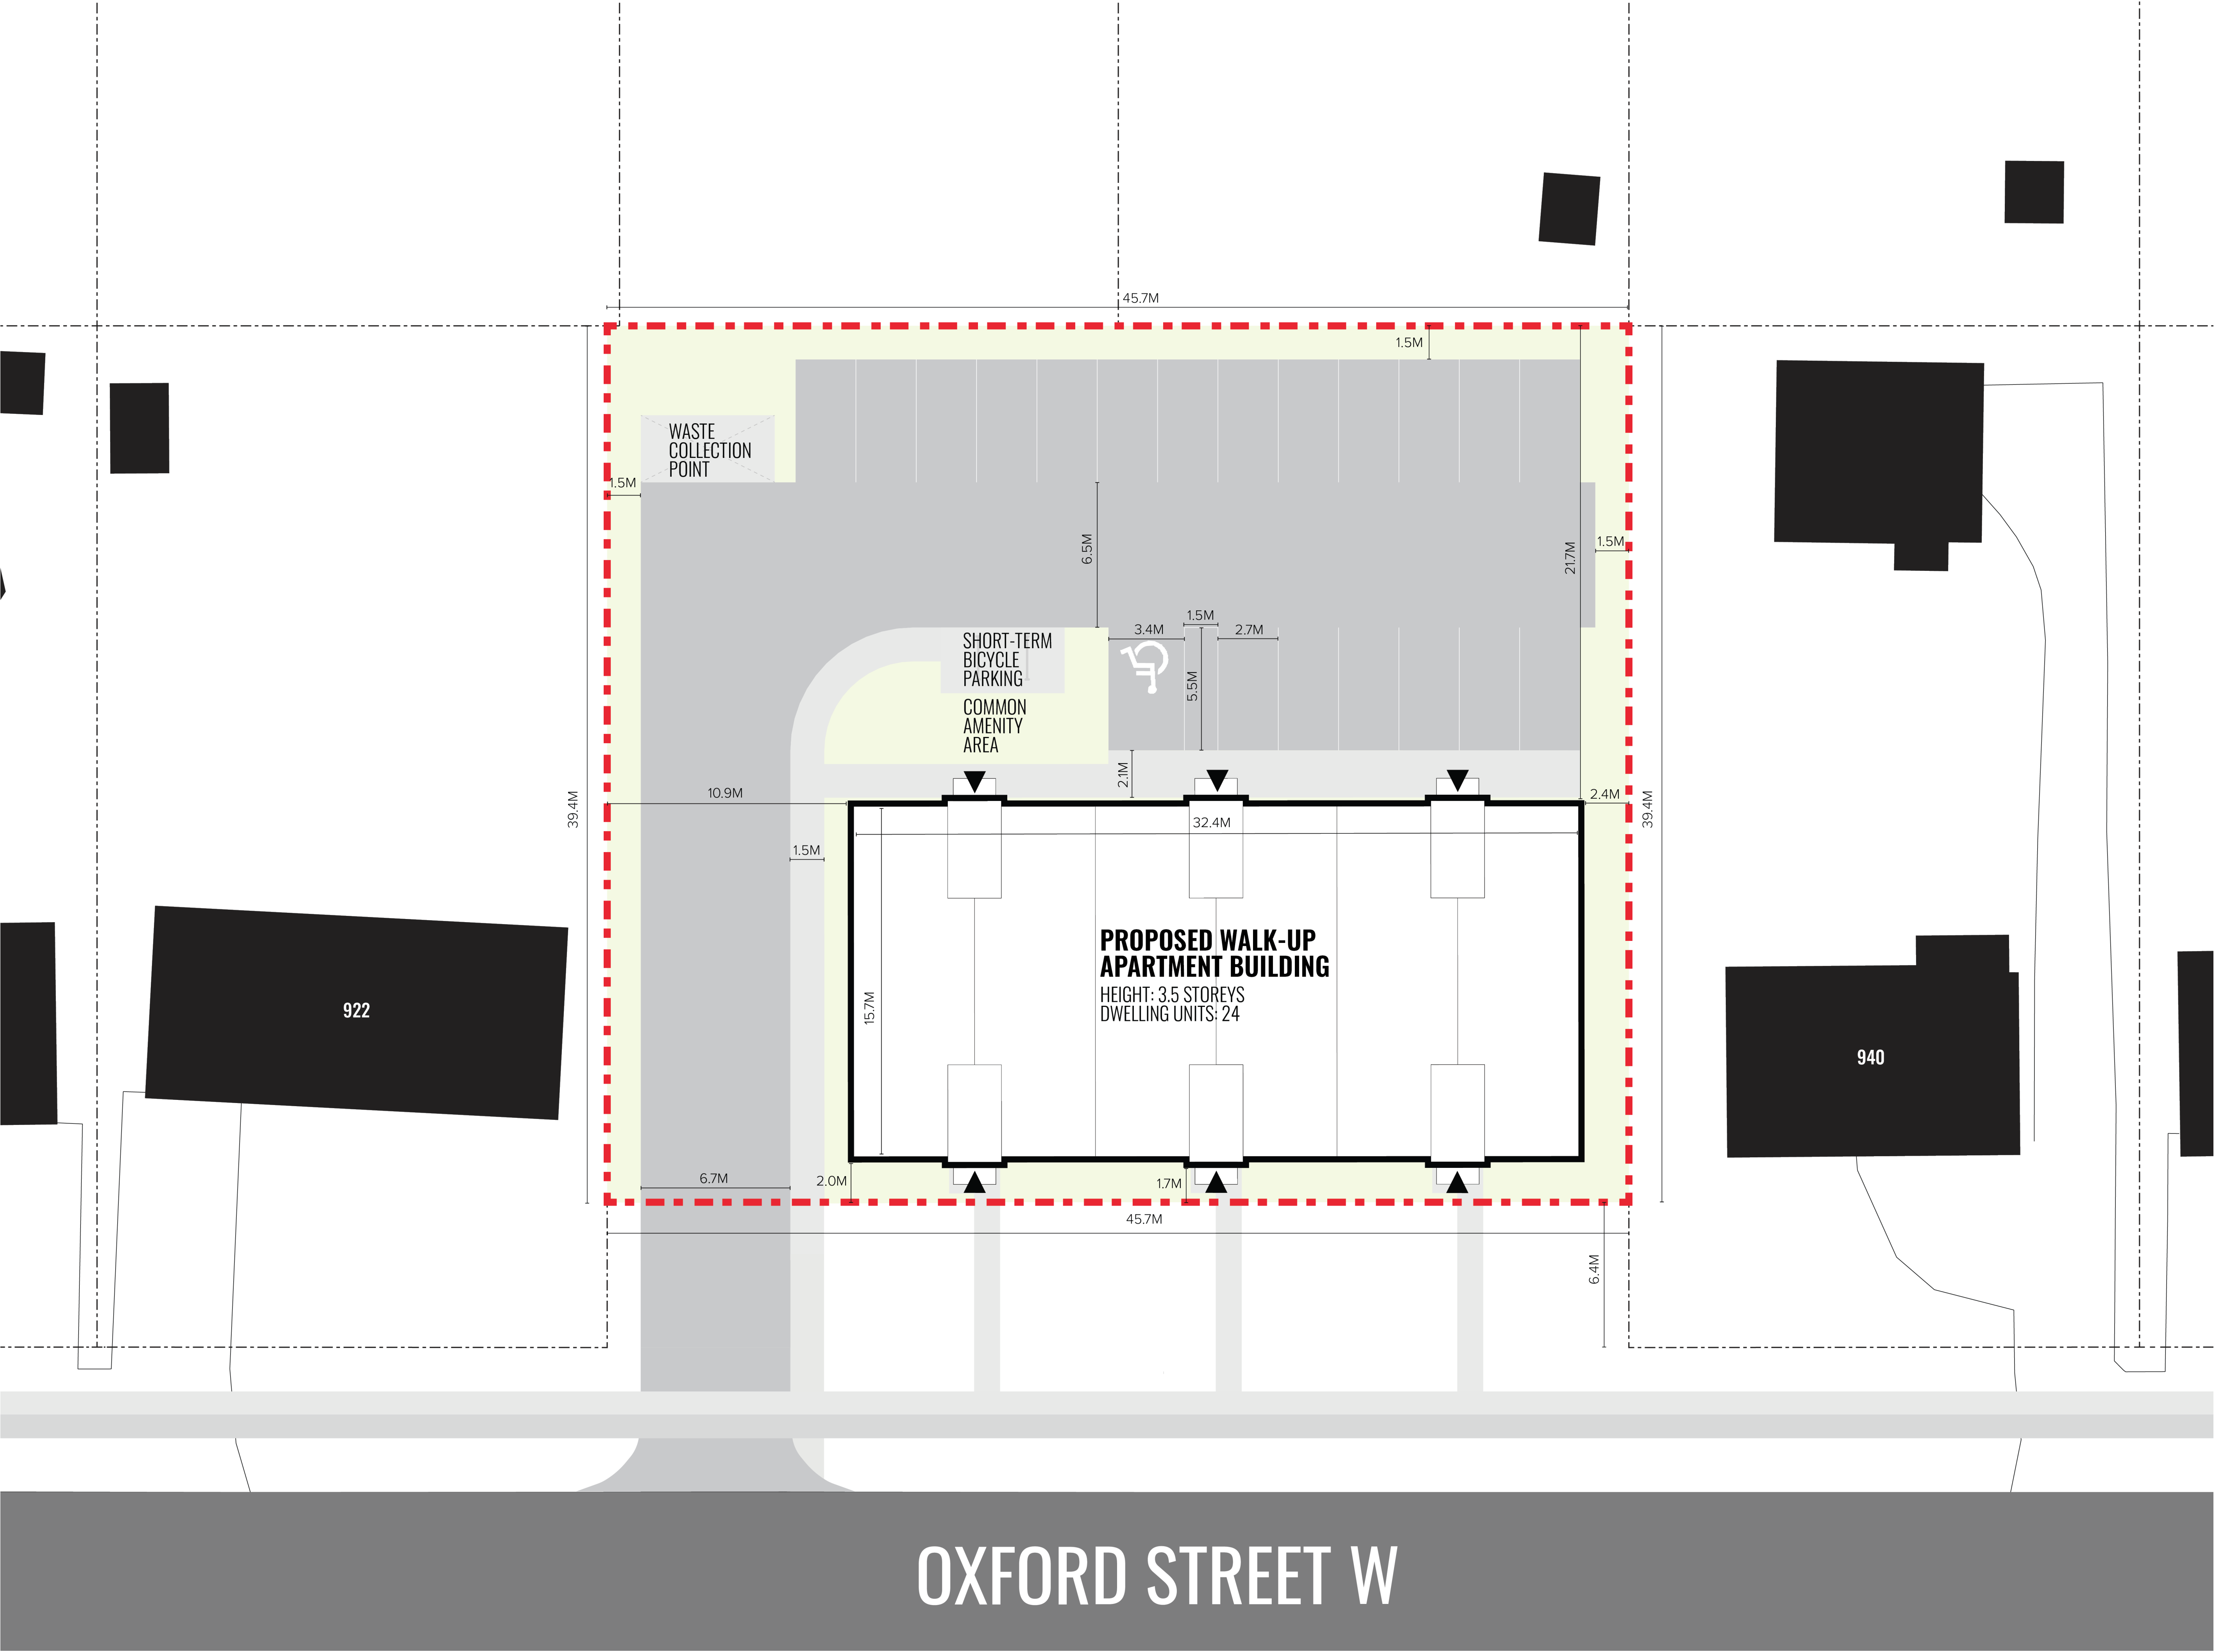 45.7M
1.5M
WASTE
COLLECTION
POINT
1.5M
6.5M
21.7M
1.5M
1.5M
3.4M
2.7M
SHORT-TERM
BICYCLE
PARKING
5.5M
COMMON
AMENITY
AREA
2.1M
10.9M
2.4M
39.4M
39.4M
32.4M
1.5M
PROPOSED WALK-UP
APARTMENT BUILDING
HEIGHT: 3.5 STOREYS
DWELLING UNITS: 24
15.7M
922
940
6.7M
2.0M
1.7M
45.7M
6.4M
OXFORD STREET W